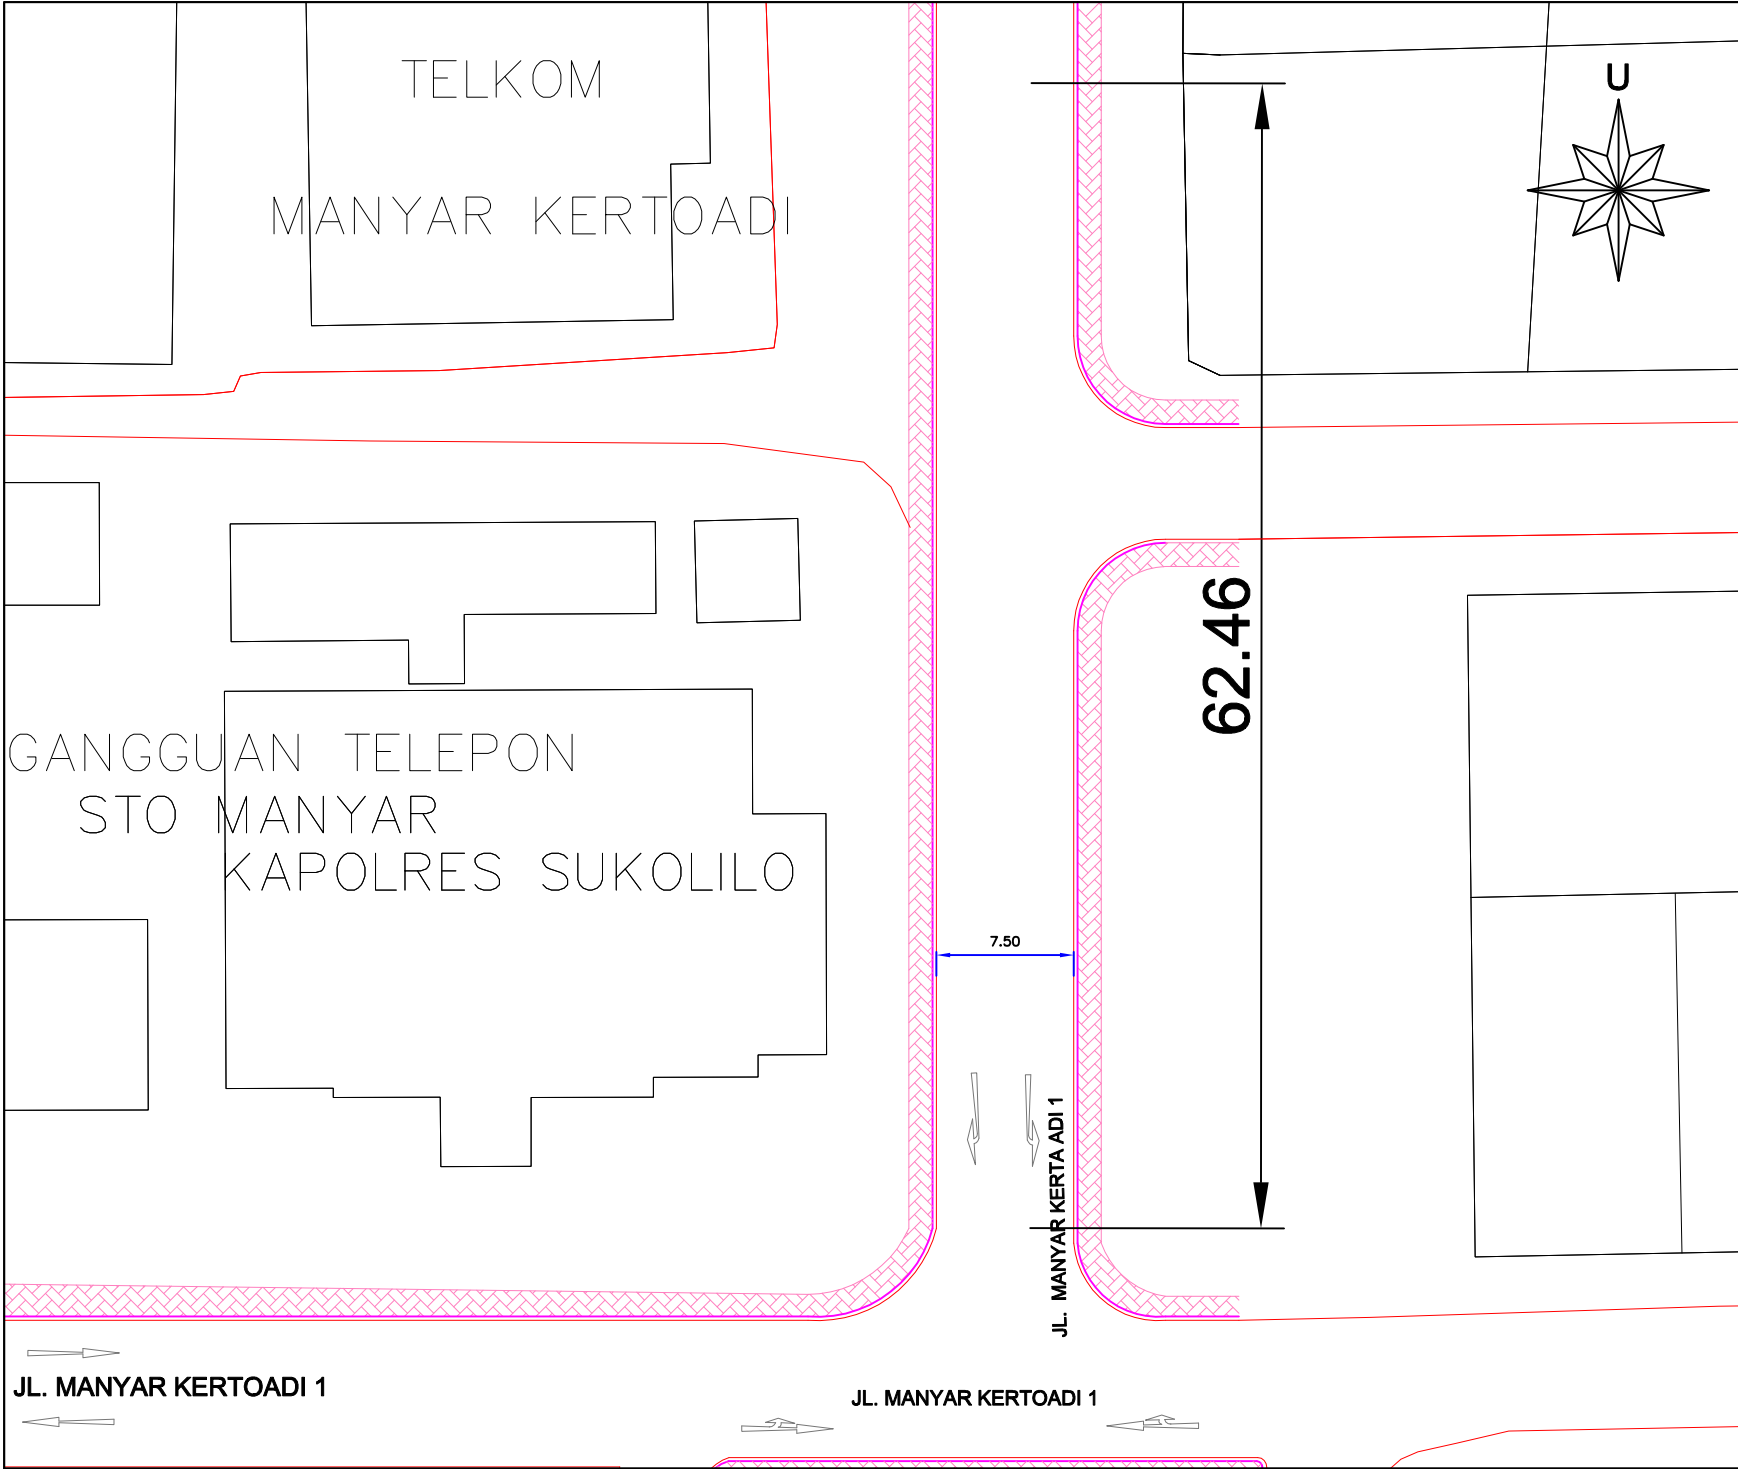 TELKOM
U
MANYAR KERTOADI
62.46
GANGGUAN TELEPON
STO MANYAR
KAPOLRES SUKOLILO
7.50
JL. MANYAR KERTA ADI 1
JL. MANYAR KERTOADI 1
JL. MANYAR KERTOADI 1